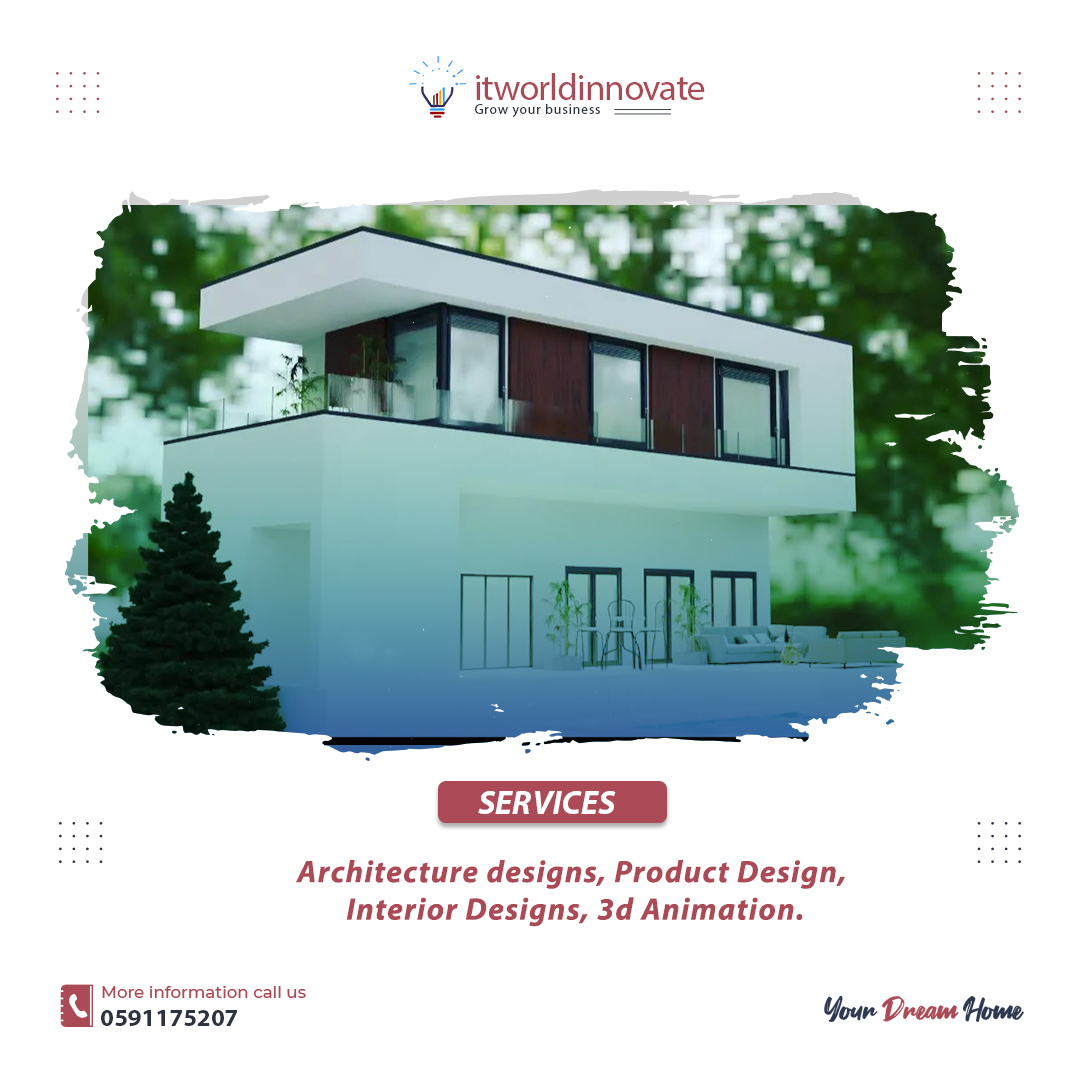 itworldinnovate
Grow your business
SERVICES
Architecture designs, Product Design,
Interior Designs, 3d Animation.
More information call us
0591175207
Your Dream Home